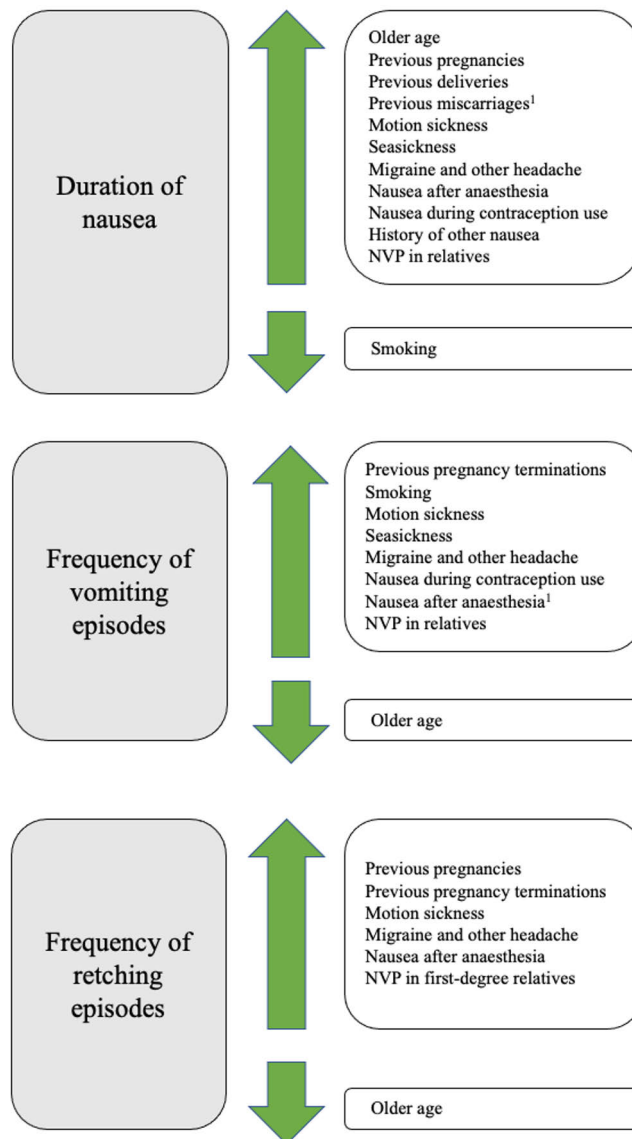 Duration of
nausea
Older age
Previous pregnancies
Previous deliveries
Previous miscarriages¹
Motion sickness
Seasickness
Migraine and other headache
Nausea after anaesthesia
Nausea during contraception use
History of other nausea
NVP in relatives
Smoking
Frequency of
vomiting
episodes
Previous pregnancy terminations
Smoking
Motion sickness
Seasickness
Migraine and other headache
Nausea during contraception use
Nausea after anaesthesia¹
NVP in relatives
Older age
Frequency of
retching
episodes
Previous pregnancies
Previous pregnancy terminations
Motion sickness
Migraine and other headache
Nausea after anaesthesia
NVP in first-degree relatives
Older age